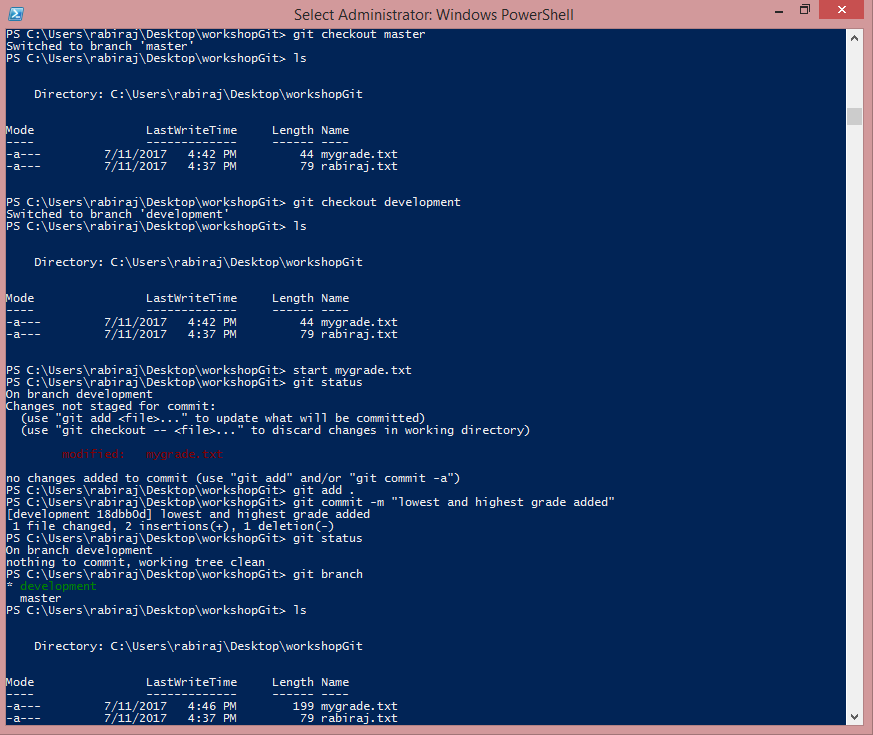 Select Administrator: Windows PowerShell
PS C:\Users\rabiraj\Desktop\workshopGit> git checkout master
Switched to branch 'master'
PS C:\Users\rabiraj\Desktop\workshopGit> ls
Directory: C:\Users\rabiraj\Desktop\workshopGit
Mode                LastWriteTime     Length Name
----                -------------     ------ ----
-a---         7/11/2017   4:42 PM         44 mygrade.txt
-a---         7/11/2017   4:37 PM         79 rabiraj.txt
PS C:\Users\rabiraj\Desktop\workshopGit> git checkout development
Switched to branch 'development'
PS C:\Users\rabiraj\Desktop\workshopGit> ls
Directory: C:\Users\rabiraj\Desktop\workshopGit
Mode                LastWriteTime     Length Name
----                -------------     ------ ----
-a---         7/11/2017   4:42 PM         44 mygrade.txt
-a---         7/11/2017   4:37 PM         79 rabiraj.txt
PS C:\Users\rabiraj\Desktop\workshopGit> start mygrade.txt
PS C:\Users\rabiraj\Desktop\workshopGit> git status
On branch development
Changes not staged for commit:
  (use "git add <file>..." to update what will be committed)
  (use "git checkout -- <file>..." to discard changes in working directory)
        modified:   mygrade.txt
no changes added to commit (use "git add" and/or "git commit -a")
PS C:\Users\rabiraj\Desktop\workshopGit> git add .
PS C:\Users\rabiraj\Desktop\workshopGit> git commit -m "lowest and highest grade added"
[development 18dbb0d] lowest and highest grade added
 1 file changed, 2 insertions(+), 1 deletion(-)
PS C:\Users\rabiraj\Desktop\workshopGit> git status
On branch development
nothing to commit, working tree clean
PS C:\Users\rabiraj\Desktop\workshopGit> git branch
* development
  master
PS C:\Users\rabiraj\Desktop\workshopGit> ls
Directory: C:\Users\rabiraj\Desktop\workshopGit
Mode                LastWriteTime     Length Name
----                -------------     ------ ----
-a---         7/11/2017   4:46 PM        199 mygrade.txt
-a---         7/11/2017   4:37 PM         79 rabiraj.txt